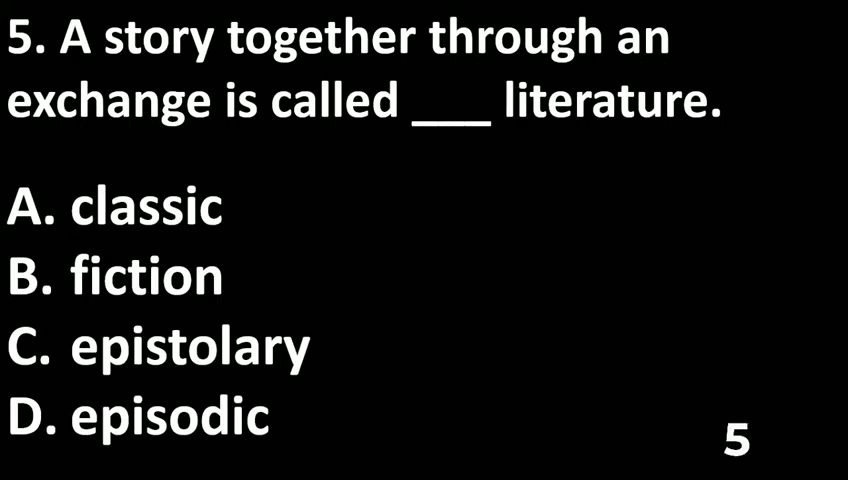 5. A story together through an
exchange is called ___ literature.
A. classic
B. fiction
C. epistolary
D. episodic
5